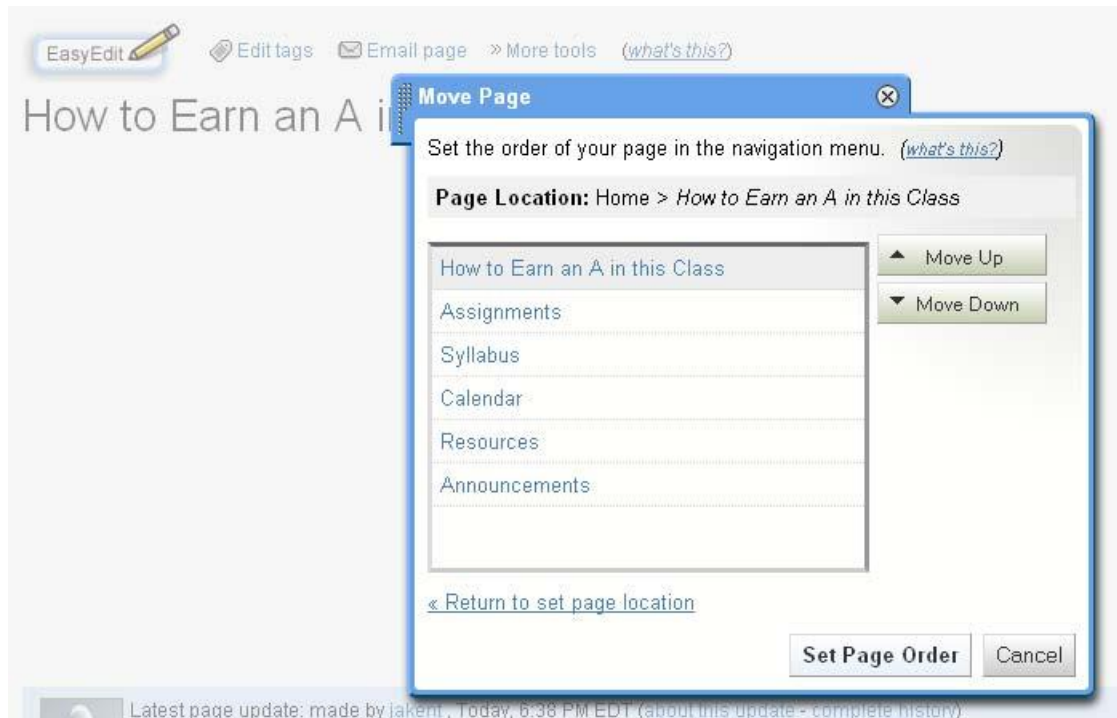 EasyEdit Edit tags Email page » More tools (what's this?)
How to Earn an A i
Move Page
Set the order of your page in the navigation menu. (what's this?)
Page Location: Home > How to Earn an A in this Class
How to Earn an A in this Class
Assignments
Syllabus
Calendar
Resources
Announcements
▲ Move Up
▼ Move Down
« Return to set page location
Set Page Order Cancel
Latest page update: made by jakent , Today, 6:38 PM EDT (about this update - complete history)